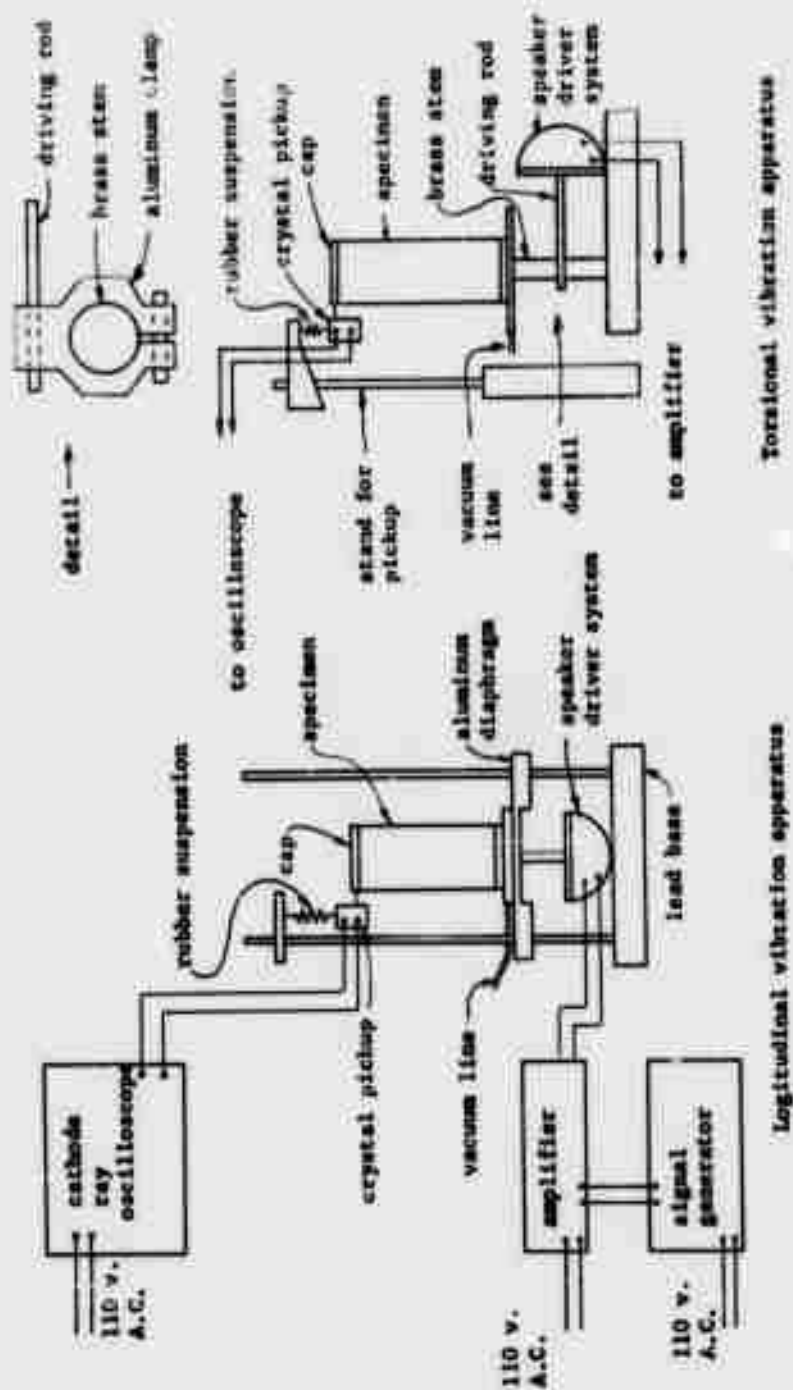 110 v.
A.C.
cathode
ray
oscilloscope
rubber suspension
cap
specimen
crystal pickup
vacuum line
aluminum
diaphragm
speaker
driver system
lead base
110 v.
A.C.
amplifier
110 v.
A.C.
signal
generator
Logitudinal vibration apparatus
detail
driving rod
brass stem
aluminum clamp
to oscilloscope
rubber suspension
crystal pickup
cap
specimen
stand for
pickup
vacuum
line
brass stem
driving rod
speaker
driver
system
see
detail
to amplifier
Torsional vibration apparatus